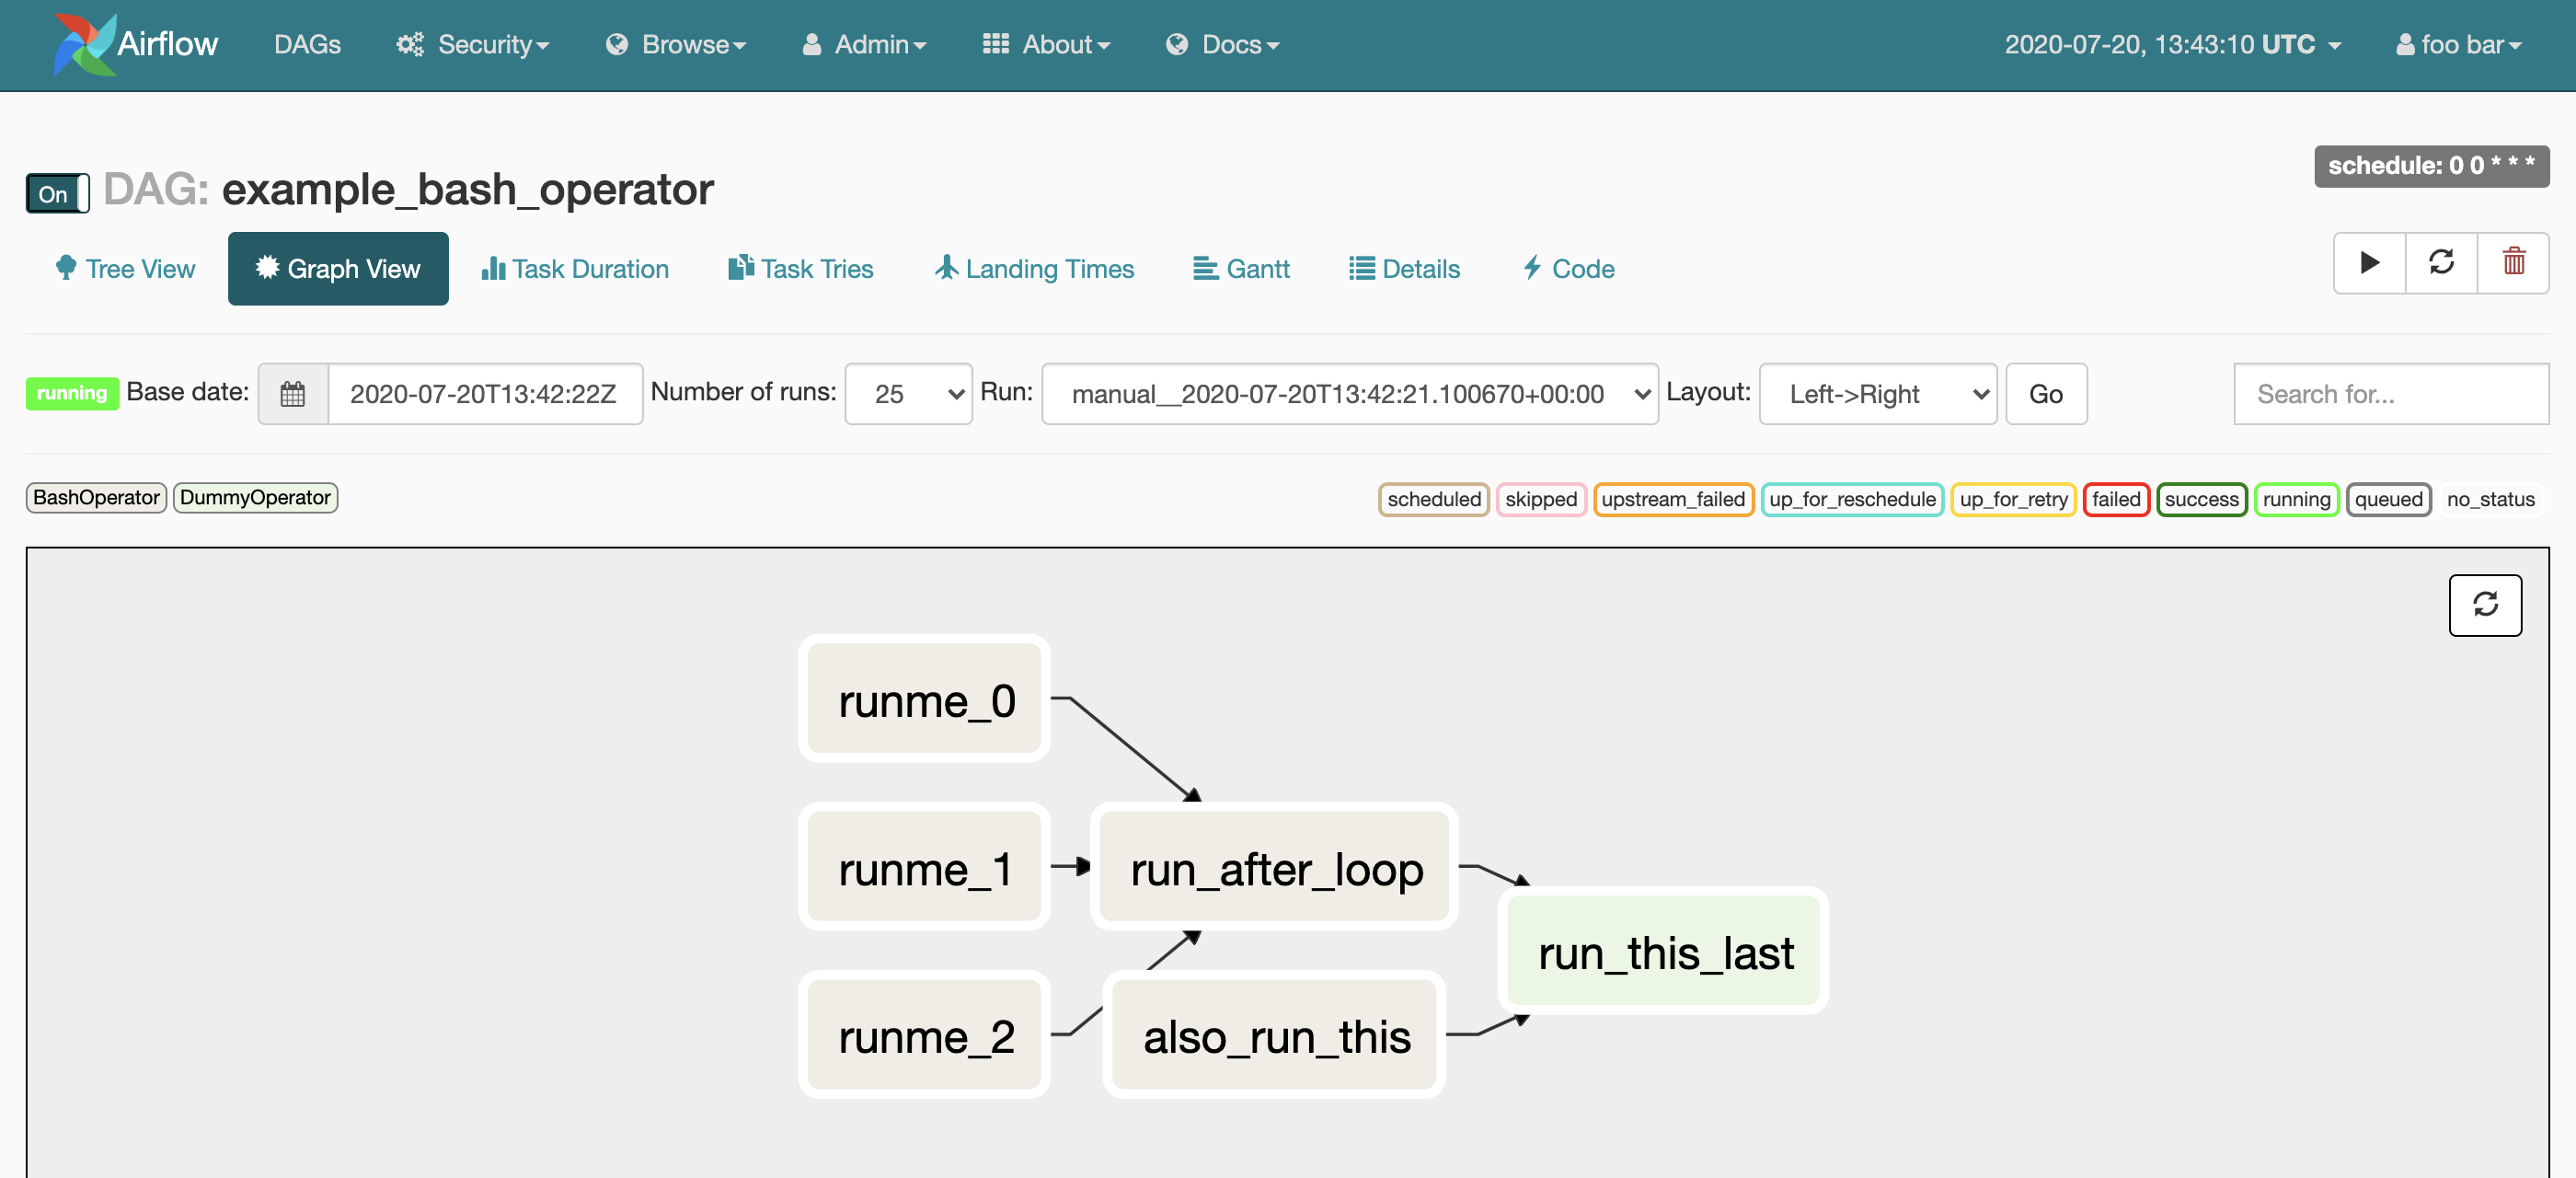 Airflow DAGs Security Browse Admin About Docs 2020-07-20, 13:43:10 UTC foo bar
schedule: 0 0 * * *
On DAG: example_bash_operator
Tree View Graph View Task Duration Task Tries Landing Times Gantt Details Code
running Base date: 2020-07-20T13:42:22Z Number of runs: 25 Run: manual__2020-07-20T13:42:21.100670+00:00 Layout: Left->Right Go Search for...
BashOperator DummyOperator scheduled skipped upstream_failed up_for_reschedule up_for_retry failed success running queued no_status
runme_0
runme_1 run_after_loop
run_this_last
runme_2 also_run_this